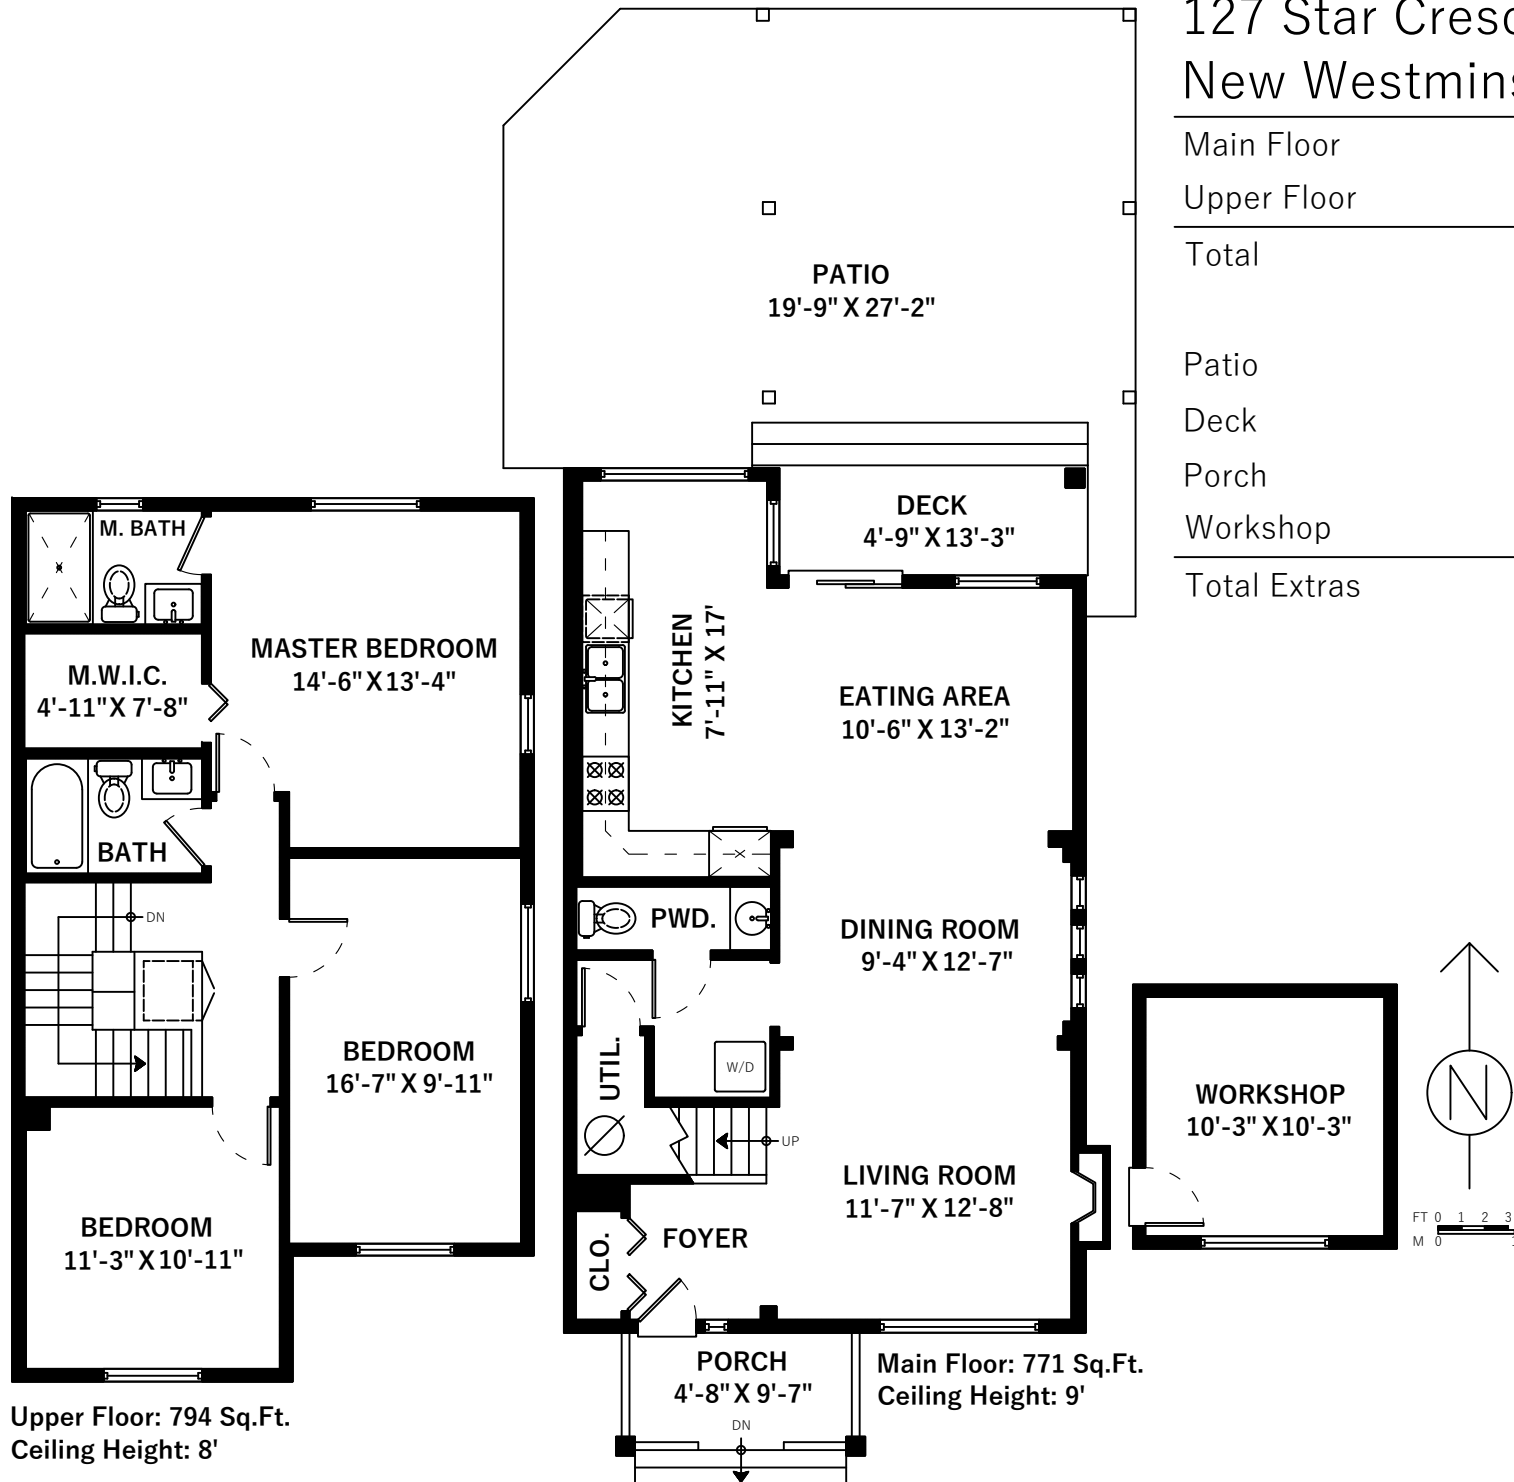 127 Star Cresc
New Westmins
Main Floor
Upper Floor
Total
Patio
Deck
Porch
Workshop
Total Extras
PATIO
19'-9" X 27'-2"
DECK
4'-9" X 13'-3"
M. BATH
MASTER BEDROOM
14'-6" X 13'-4"
M.W.I.C.
4'-11" X 7'-8"
BATH
DN
BEDROOM
16'-7" X 9'-11"
BEDROOM
11'-3" X 10'-11"
Upper Floor: 794 Sq.Ft.
Ceiling Height: 8'
KITCHEN
7'-11" X 17'
EATING AREA
10'-6" X 13'-2"
PWD.
DINING ROOM
9'-4" X 12'-7"
UTIL.
W/D
UP
LIVING ROOM
11'-7" X 12'-8"
FOYER
CLO.
PORCH
4'-8" X 9'-7"
DN
Main Floor: 771 Sq.Ft.
Ceiling Height: 9'
WORKSHOP
10'-3" X 10'-3"
N
FT 0 1 2 3
M 0